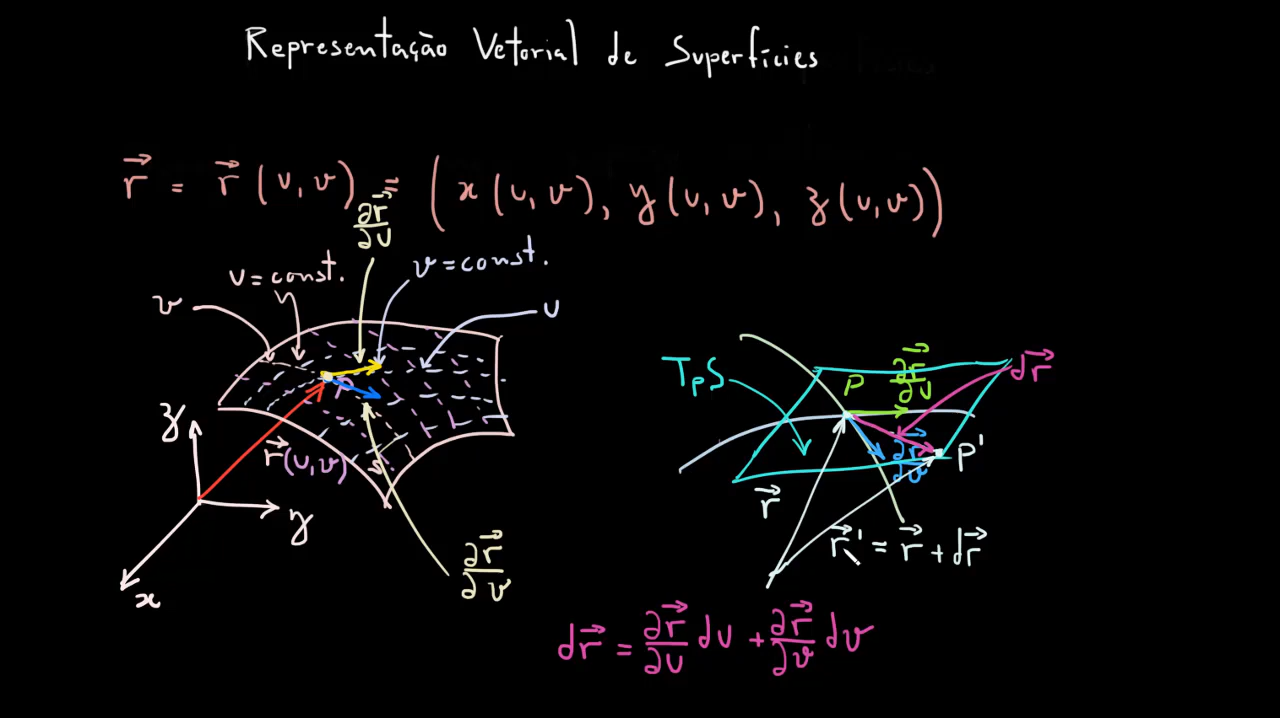 Representação Vetorial de Superfícies
r⃗ = r⃗(u, v) = (x(u, v), y(u, v), z(u, v))
∂r⃗/∂u
u = const.
v = const.
v
u
P
r⃗(u, v)
z
y
x
∂r⃗/∂v
TₚS
P
∂r⃗/∂u
dr⃗
∂r⃗/∂v
P'
r⃗
r⃗' = r⃗ + dr⃗
dr⃗ = ∂r⃗/∂u du + ∂r⃗/∂v dv